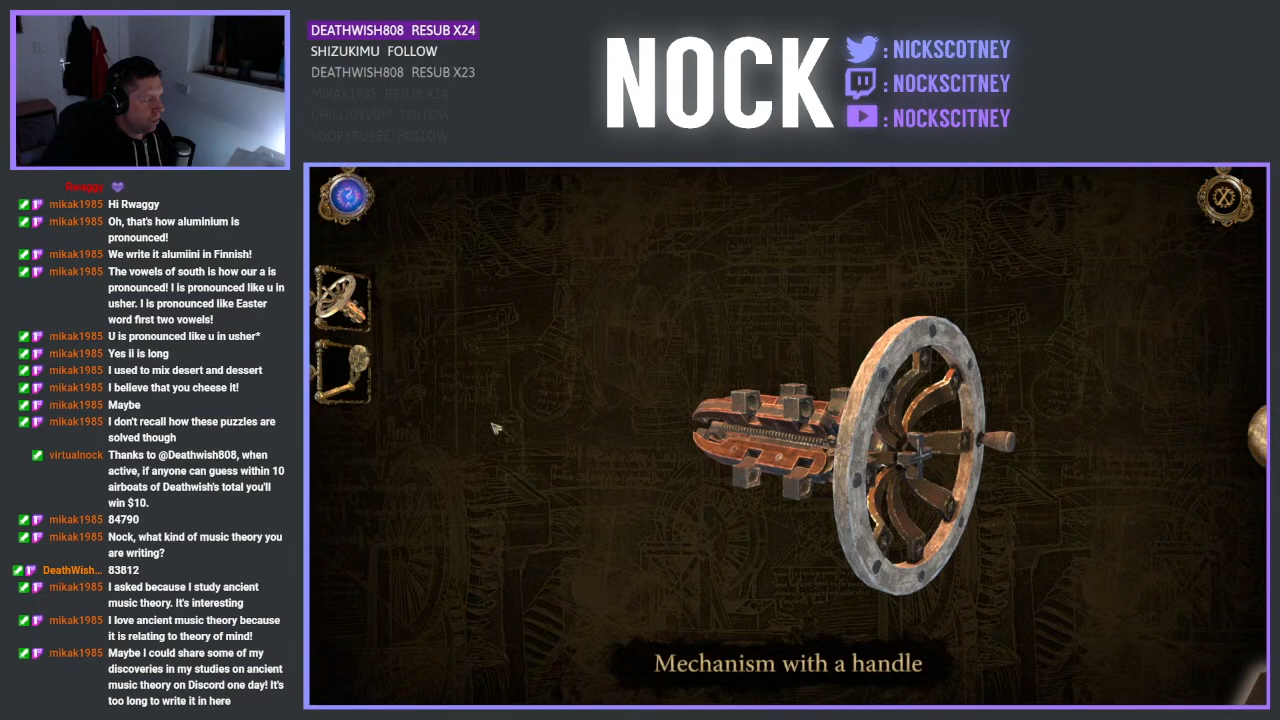 DEATHWISH808 RESUB X24
SHIZUKIMU FOLLOW
DEATHWISH808 RESUB X23
MIKAK1985 RESUB X14
FOLLOW
LOOPYRUPEE FOLLOW
NOCK
: NICKSCOTNEY
: NOCKSCITNEY
: NOCKSCITNEY
Rwaggy
mikak1985 Hi Rwaggy
mikak1985 Oh, that's how aluminium is
pronounced!
mikak1985 We write it alumiini in Finnish!
mikak1985 The vowels of south is how our a is
pronounced! I is pronounced like u in
usher. I is pronounced like Easter
word first two vowels!
mikak1985 U is pronounced like u in usher*
mikak1985 Yes ii is long
mikak1985 I used to mix desert and dessert
mikak1985 I believe that you cheese it!
mikak1985 Maybe
mikak1985 I don't recall how these puzzles are
solved though
virtualnock Thanks to @Deathwish808, when
active, if anyone can guess within 10
airboats of Deathwish's total you'll
win $10.
mikak1985 84790
mikak1985 Nock, what kind of music theory you
are writing?
DeathWish... 83812
mikak1985 I asked because I study ancient
music theory. It's interesting
mikak1985 I love ancient music theory because
it is relating to theory of mind!
mikak1985 Maybe I could share some of my
discoveries in my studies on ancient
music theory on Discord one day! It's
too long to write it in here
Mechanism with a handle